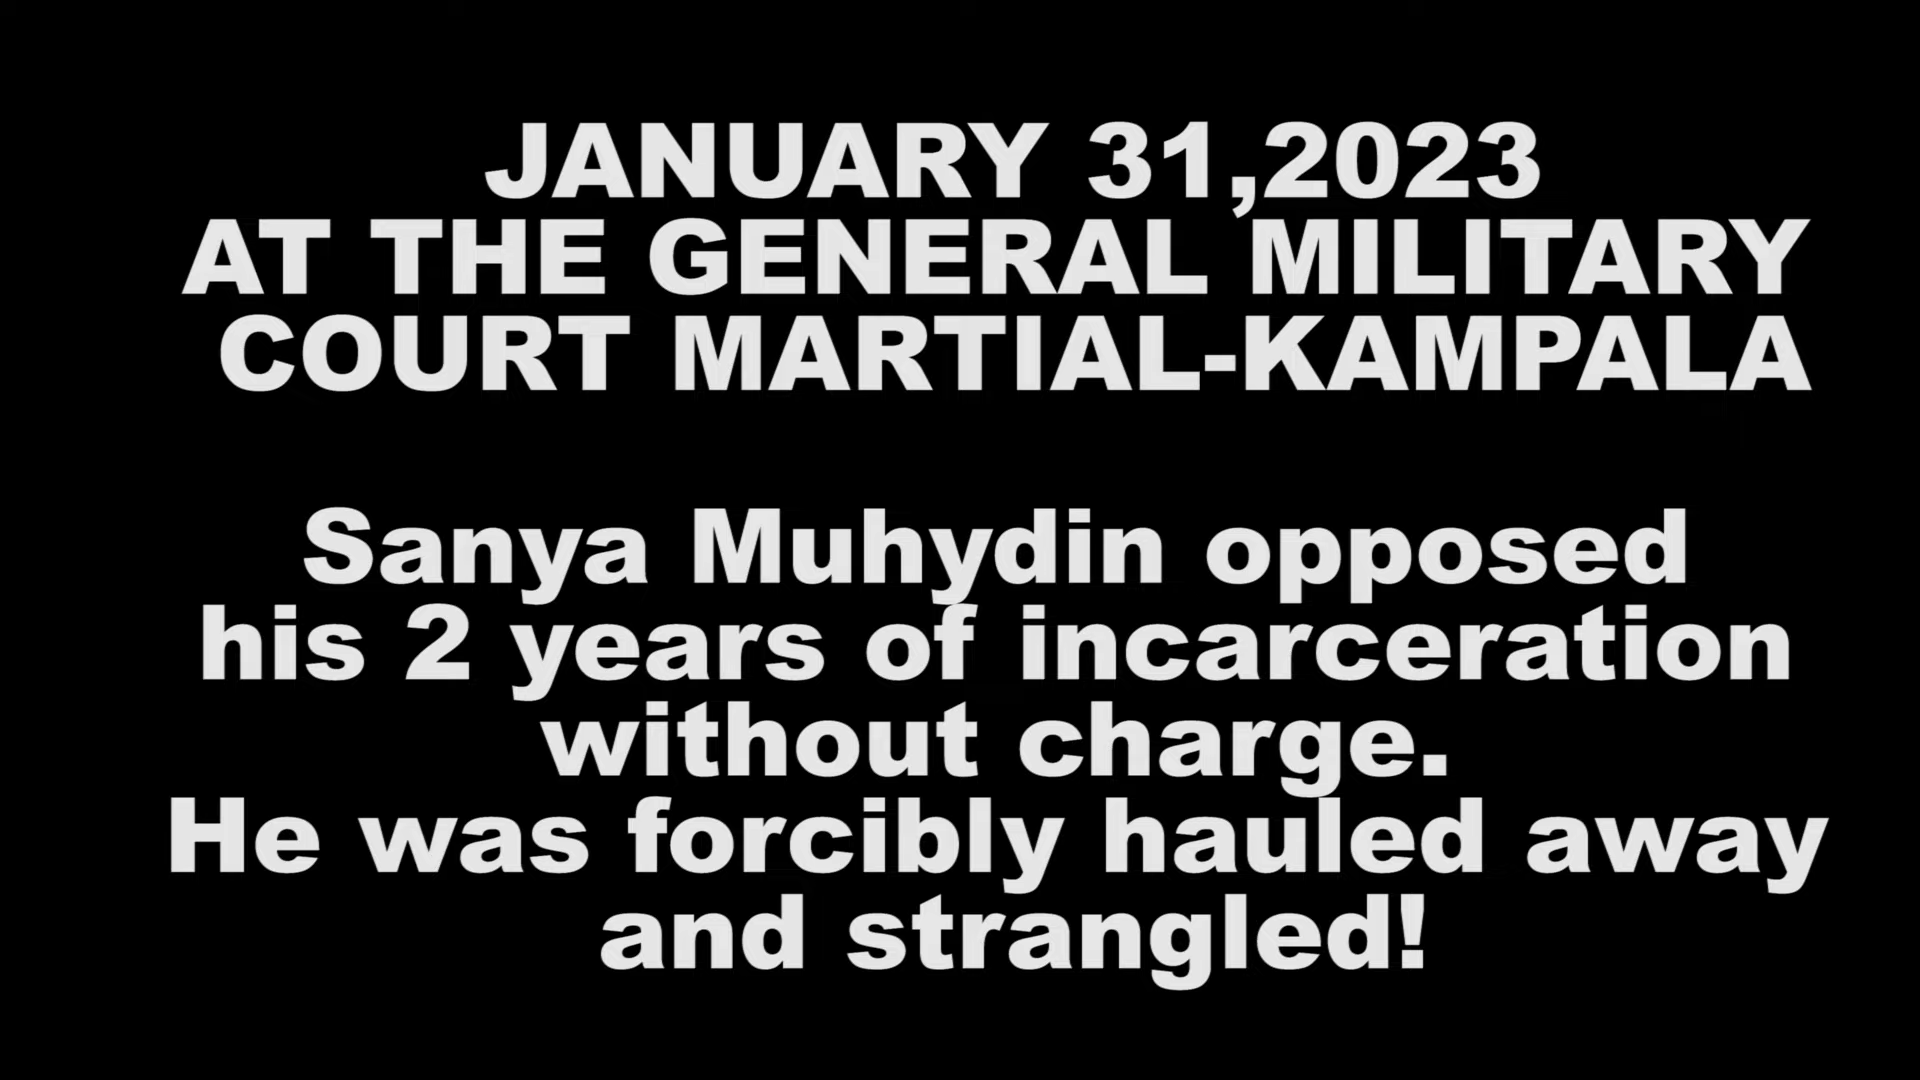 JANUARY 31,2023
AT THE GENERAL MILITARY
COURT MARTIAL-KAMPALA
Sanya Muhydin opposed
his 2 years of incarceration
without charge.
He was forcibly hauled away
and strangled!